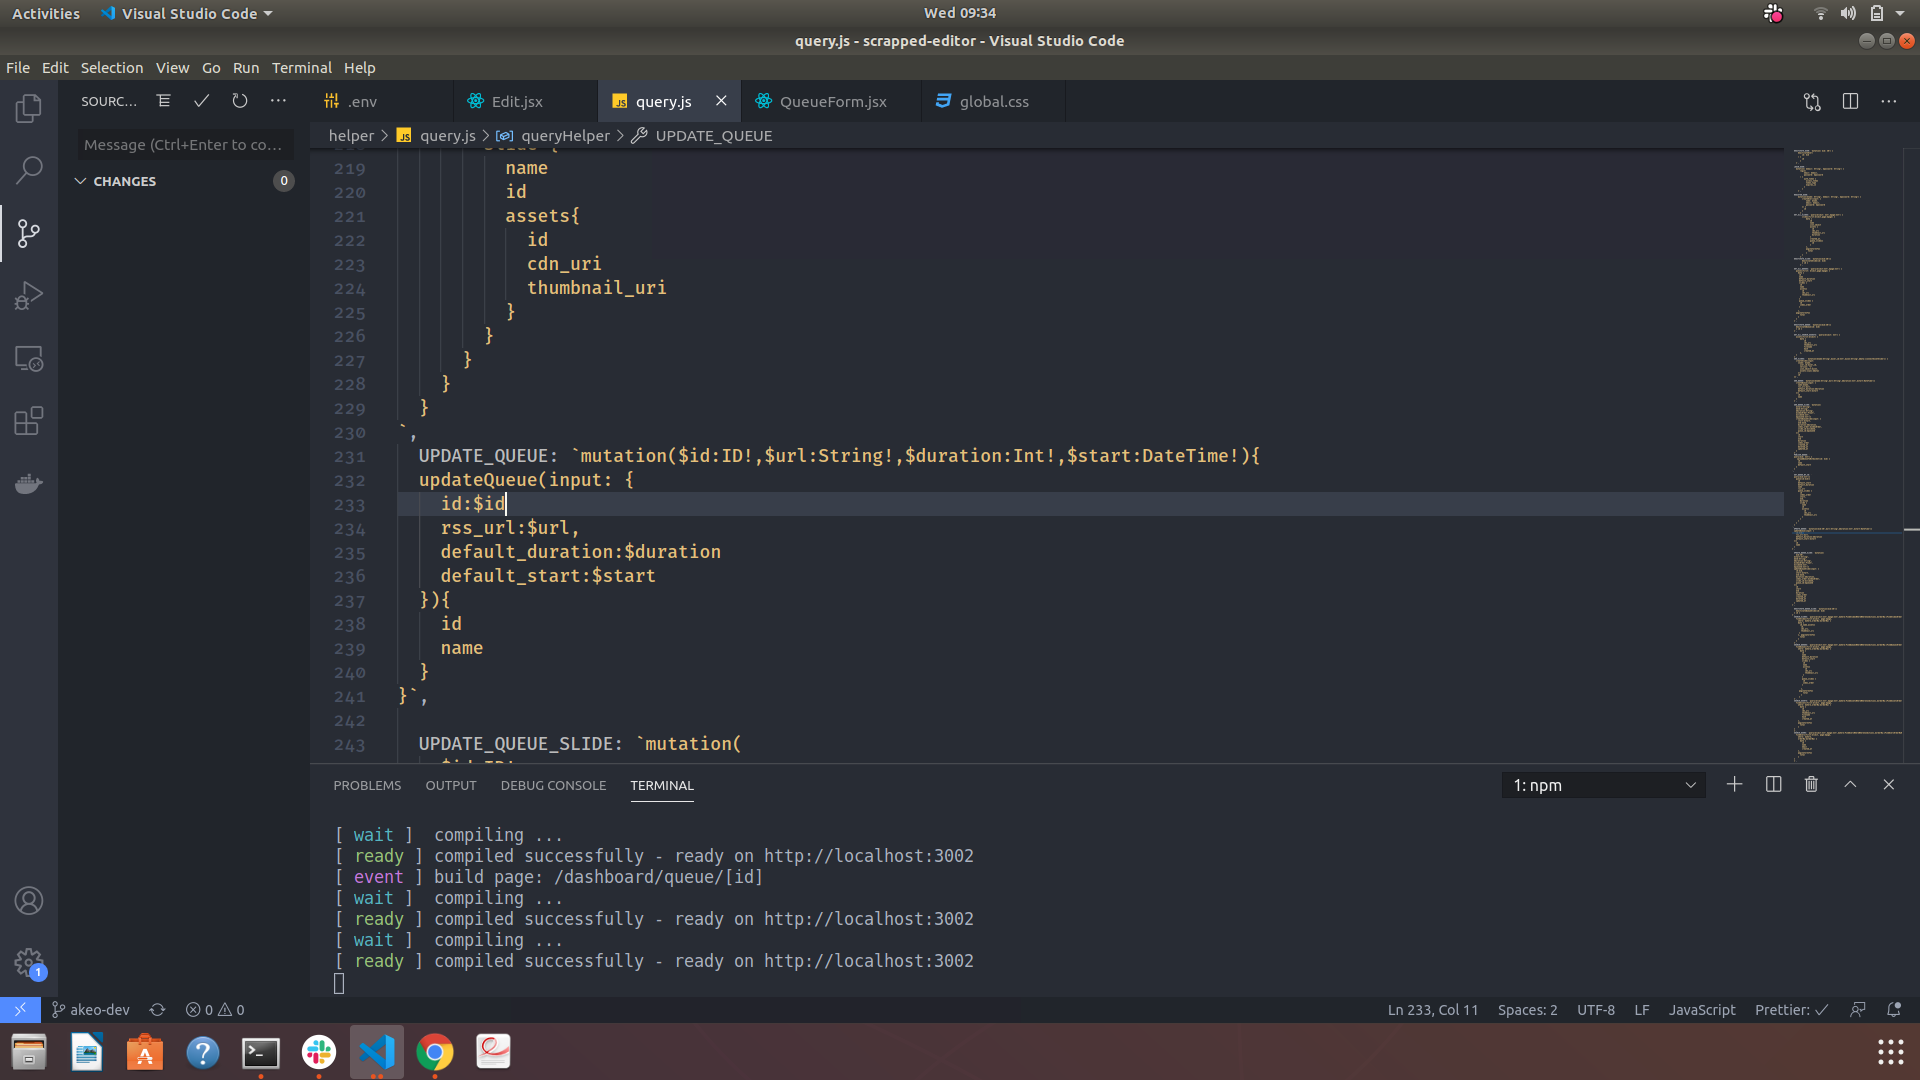 Activities
Visual Studio Code
Wed 09:34
query.js - scrapped-editor - Visual Studio Code
File Edit Selection View Go Run Terminal Help
SOURC...
.env
Edit.jsx
query.js
QueueForm.jsx
global.css
helper > query.js > queryHelper > UPDATE_QUEUE
Message (Ctrl+Enter to co...
CHANGES 0
219 name
220 id
221 assets{
222 id
223 cdn_uri
224 thumbnail_uri
225 }
226 }
227 }
228 }
229 }
230 `,
231 UPDATE_QUEUE: `mutation($id:ID!,$url:String!,$duration:Int!,$start:DateTime!){
232 updateQueue(input: {
233 id:$id
234 rss_url:$url,
235 default_duration:$duration
236 default_start:$start
237 }){
238 id
239 name
240 }
241 }`,
242
243 UPDATE_QUEUE_SLIDE: `mutation(
PROBLEMS OUTPUT DEBUG CONSOLE TERMINAL
1: npm
[ wait ]  compiling ...
[ ready ] compiled successfully - ready on http://localhost:3002
[ event ] build page: /dashboard/queue/[id]
[ wait ]  compiling ...
[ ready ] compiled successfully - ready on http://localhost:3002
[ wait ]  compiling ...
[ ready ] compiled successfully - ready on http://localhost:3002
1
akeo-dev
0 0
Ln 233, Col 11
Spaces: 2
UTF-8
LF
JavaScript
Prettier: ✓